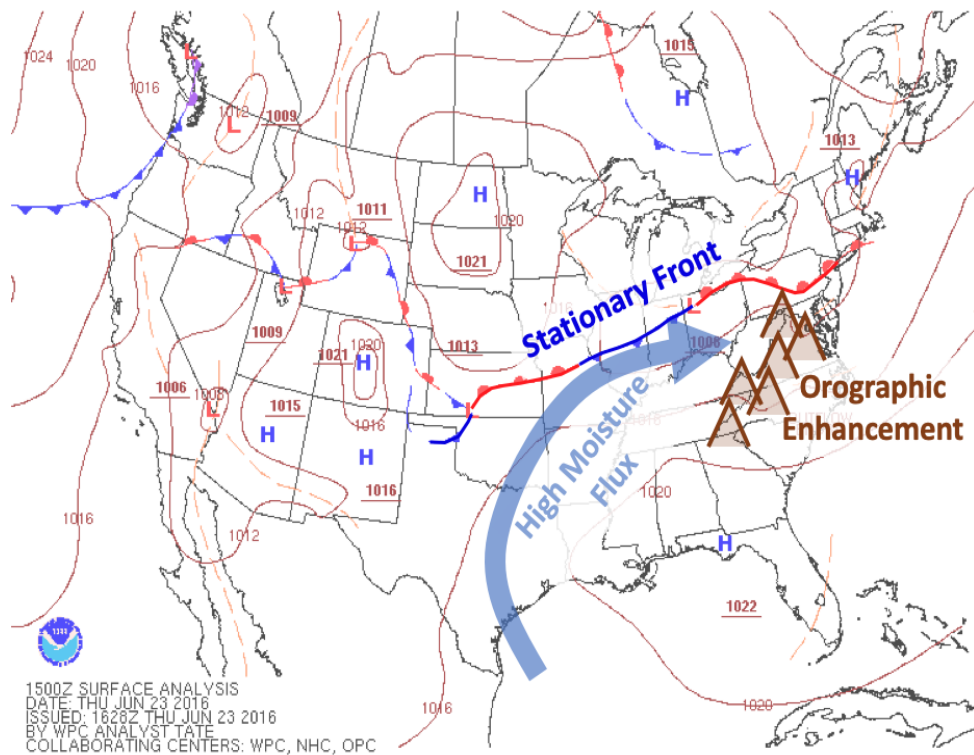 1024
1020
1016
L
1012
L
1009
1015
H
1013
H
1012
1011
1012
L
H
1020
1021
L
1009
1021
1020
H
1013
Stationary Front
L
1008
1006
1008
L
1015
H
1016
L
H
1016
1016
1012
High Moisture
Flux
1016
1020
Orographic
Enhancement
H
1022
1016
1020
1500Z SURFACE ANALYSIS
DATE: THU JUN 23 2016
ISSUED: 1628Z THU JUN 23 2016
BY WPC ANALYST TATE
COLLABORATING CENTERS: WPC, NHC, OPC